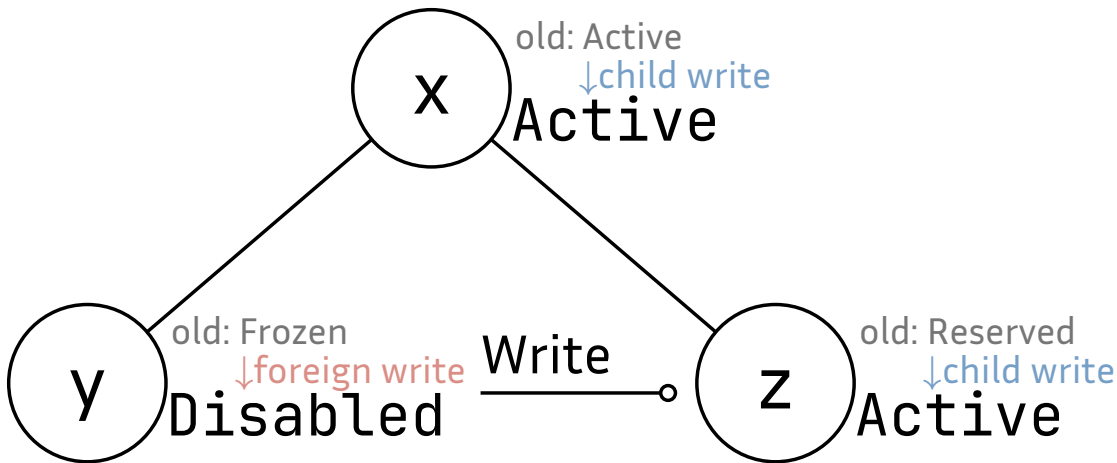 x
old: Active
↓child write
Active
y
old: Frozen
↓foreign write
Disabled
Write
z
old: Reserved
↓child write
Active